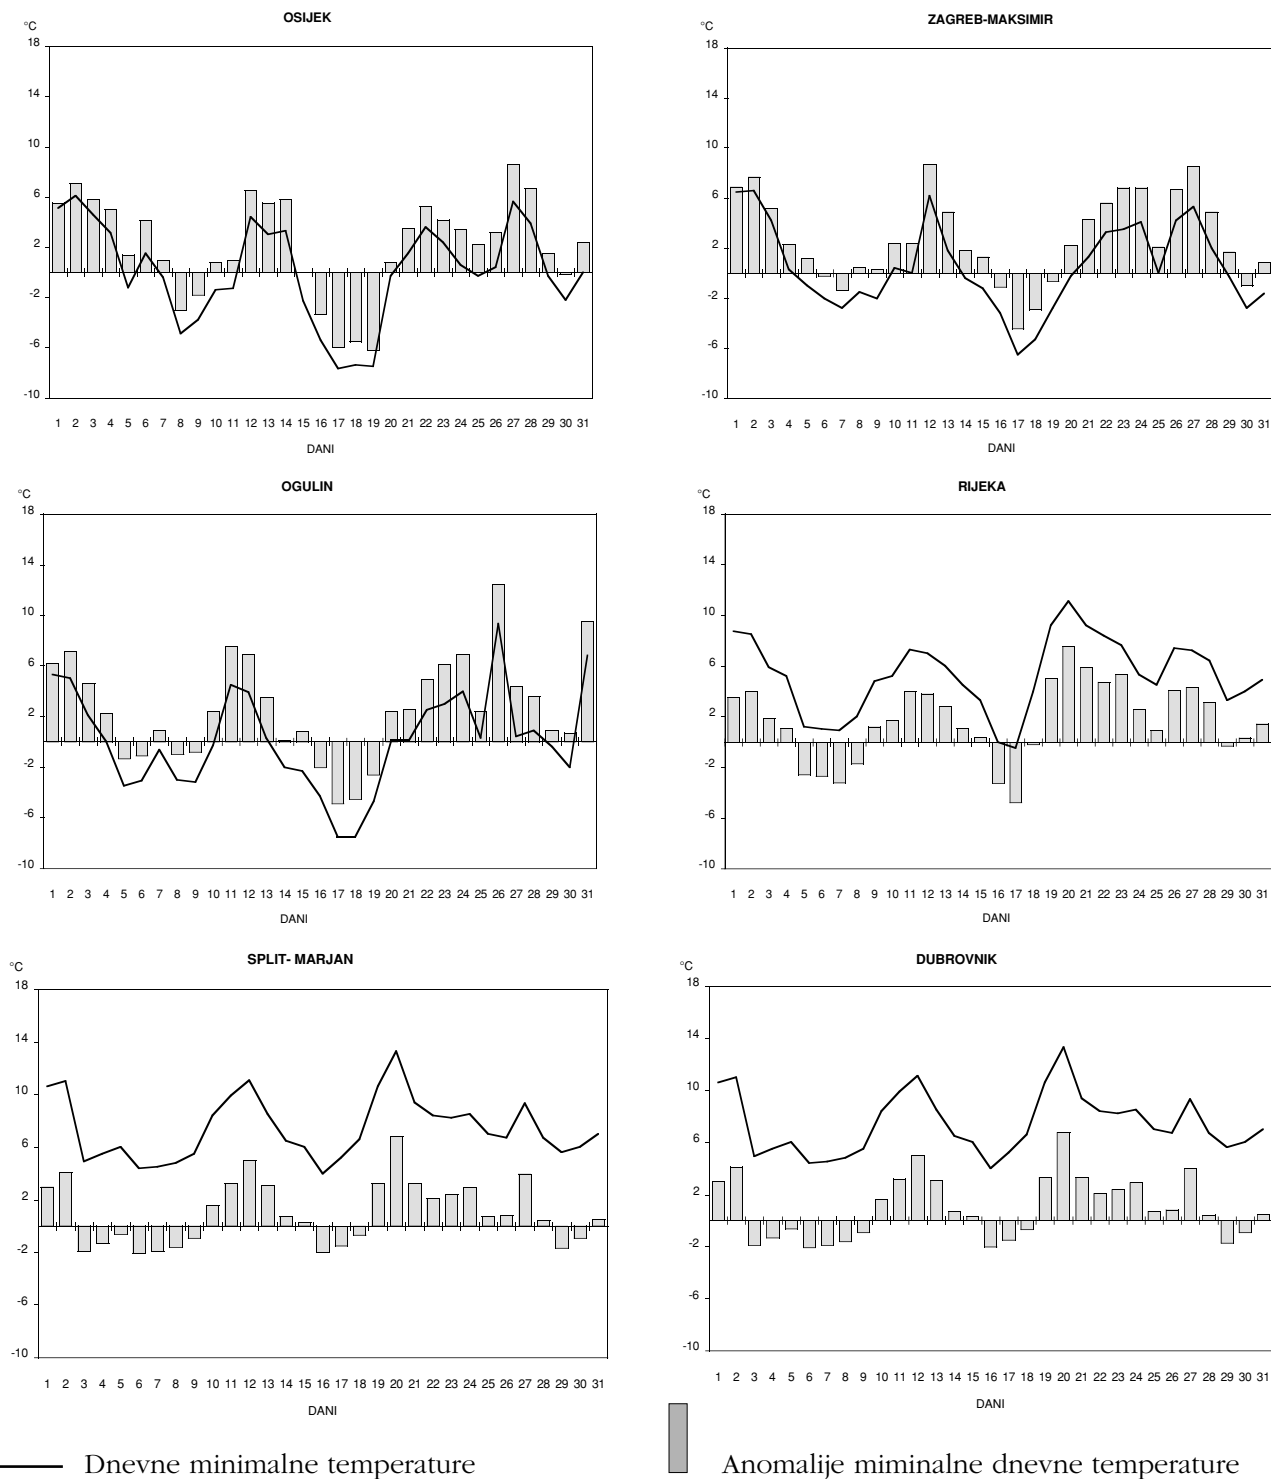 OSIJEK
°C
18
14
10
6
2
-2
-6
-10
1 2 3 4 5 6 7 8 9 10 11 12 13 14 15 16 17 18 19 20 21 22 23 24 25 26 27 28 29 30 31
DANI
ZAGREB-MAKSIMIR
°C
18
14
10
6
2
-2
-6
-10
1 2 3 4 5 6 7 8 9 10 11 12 13 14 15 16 17 18 19 20 21 22 23 24 25 26 27 28 29 30 31
DANI
OGULIN
°C
18
14
10
6
2
-2
-6
-10
1 2 3 4 5 6 7 8 9 10 11 12 13 14 15 16 17 18 19 20 21 22 23 24 25 26 27 28 29 30 31
DANI
RIJEKA
°C
18
14
10
6
2
-2
-6
-10
1 2 3 4 5 6 7 8 9 10 11 12 13 14 15 16 17 18 19 20 21 22 23 24 25 26 27 28 29 30 31
DANI
SPLIT- MARJAN
°C
18
14
10
6
2
-2
-6
-10
1 2 3 4 5 6 7 8 9 10 11 12 13 14 15 16 17 18 19 20 21 22 23 24 25 26 27 28 29 30 31
DANI
DUBROVNIK
°C
18
14
10
6
2
-2
-6
-10
1 2 3 4 5 6 7 8 9 10 11 12 13 14 15 16 17 18 19 20 21 22 23 24 25 26 27 28 29 30 31
DANI
Dnevne minimalne temperature
Anomalije miminalne dnevne temperature